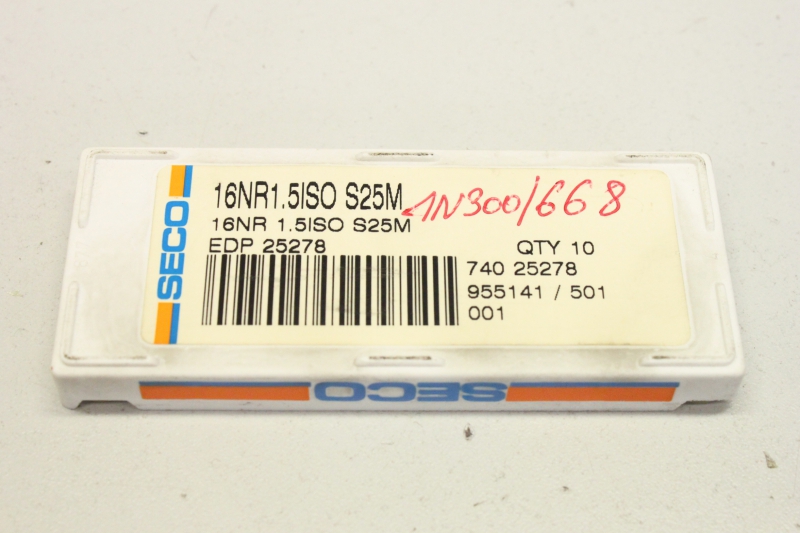 SECO
16NR1.5ISO S25M
1N300/668
16NR 1.5ISO S25M
EDP 25278
QTY 10
740 25278
955141 / 501
001
SECO